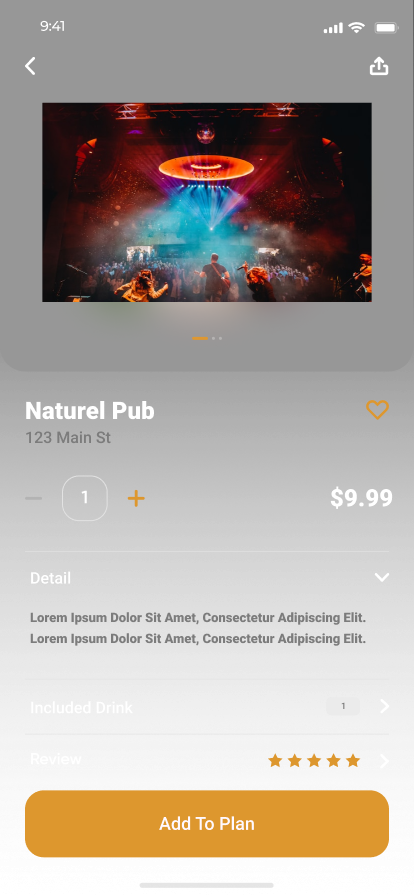 9:41
Naturel Pub
123 Main St
1
$9.99
Detail
Lorem Ipsum Dolor Sit Amet, Consectetur Adipiscing Elit.
Lorem Ipsum Dolor Sit Amet, Consectetur Adipiscing Elit.
Included Drink 1
Review
Add To Plan